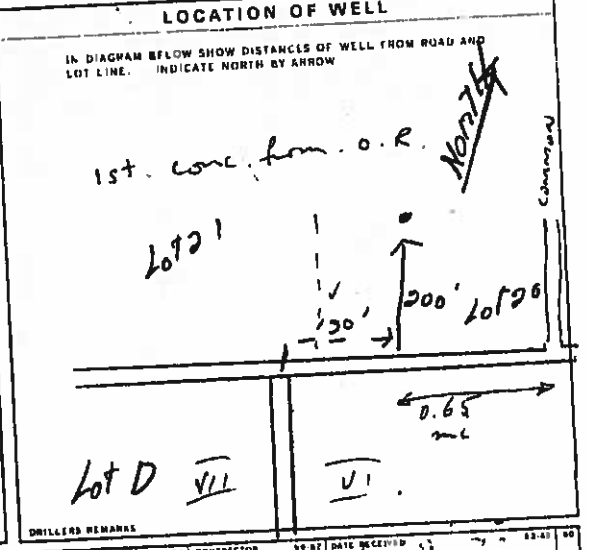 LOCATION OF WELL
IN DIAGRAM BELOW SHOW DISTANCES OF WELL FROM ROAD AND
LOT LINE. INDICATE NORTH BY ARROW
NORTH
1st. conc. from. O.R.
COMMON
Lot 21
200' Lot 20
30'
0.65
Lot D VII VI.
DRILLERS REMARKS
DATE RECEIVED